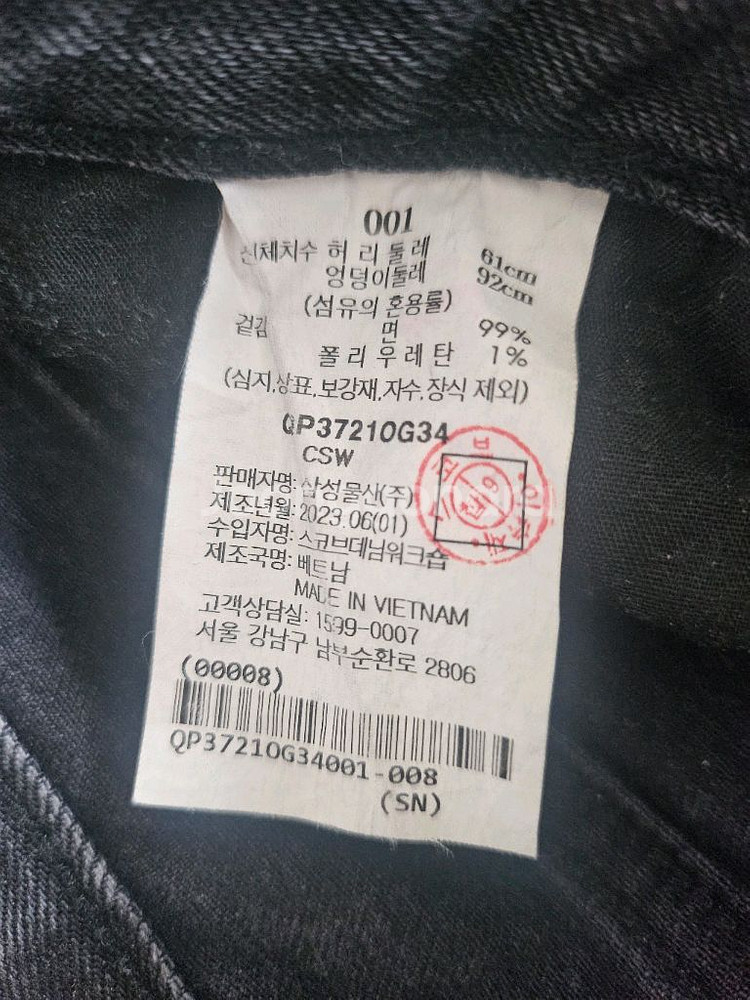 001
신체치수 허리둘레 61cm
엉덩이둘레 92cm
(섬유의 혼용률)
겉감 면 99%
폴리우레탄 1%
(심지,상표,보강재,자수,장식 제외)
QP37210G34
CSW
판매자명: 삼성물산(주)
제조년월: 2023.06(01)
수입자명: 스코브데님워크숍
제조국명: 베트남
MADE IN VIETNAM
고객상담실: 1599-0007
서울 강남구 남부순환로 2806
(00008)
QP37210G34001-008
(SN)